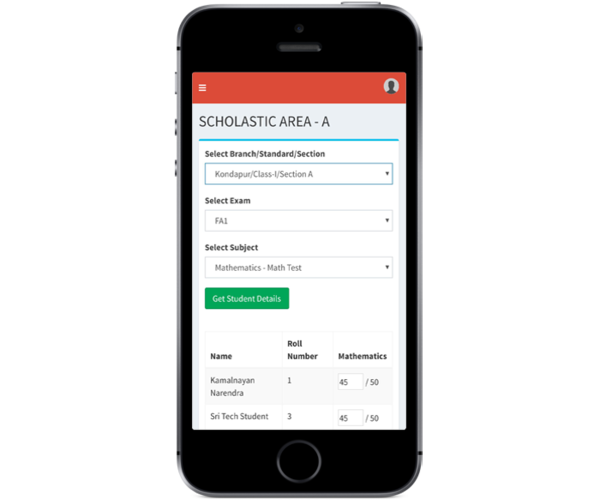 SCHOLASTIC AREA - A
Select Branch/Standard/Section
Kondapur/Class-I/Section A
Select Exam
FA1
Select Subject
Mathematics - Math Test
Get Student Details
Name Roll Number Mathematics
Kamalnayan Narendra 1 45 / 50
Sri Tech Student 3 45 / 50